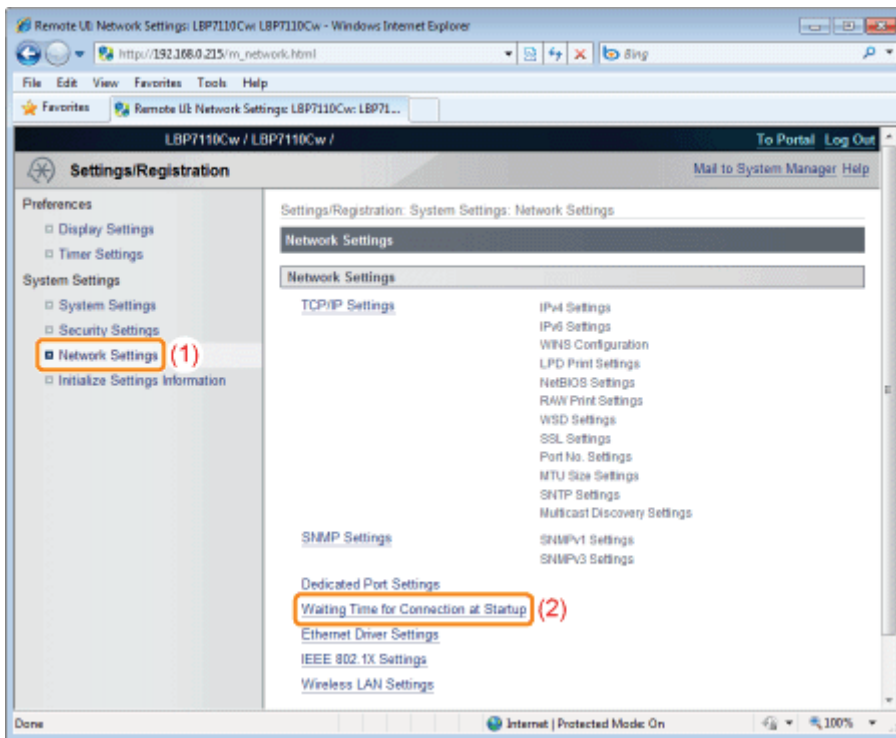 Remote UI: Network Settings: LBP7110Cw: LBP7110Cw - Windows Internet Explorer
http://192.168.0.215/m_network.html
Bing
File Edit View Favorites Tools Help
Favorites
Remote UI: Network Settings: LBP7110Cw: LBP71...
LBP7110Cw / LBP7110Cw /
To Portal Log Out
Settings/Registration
Mail to System Manager Help
Preferences
Display Settings
Timer Settings
System Settings
System Settings
Security Settings
Network Settings (1)
Initialize Settings Information
Settings/Registration: System Settings: Network Settings
Network Settings
Network Settings
TCP/IP Settings
IPv4 Settings
IPv6 Settings
WINS Configuration
LPD Print Settings
NetBIOS Settings
RAW Print Settings
WSD Settings
SSL Settings
Port No. Settings
MTU Size Settings
SNTP Settings
Multicast Discovery Settings
SNMP Settings
SNMPv1 Settings
SNMPv3 Settings
Dedicated Port Settings
Waiting Time for Connection at Startup (2)
Ethernet Driver Settings
IEEE 802.1X Settings
Wireless LAN Settings
Done
Internet | Protected Mode: On
100%